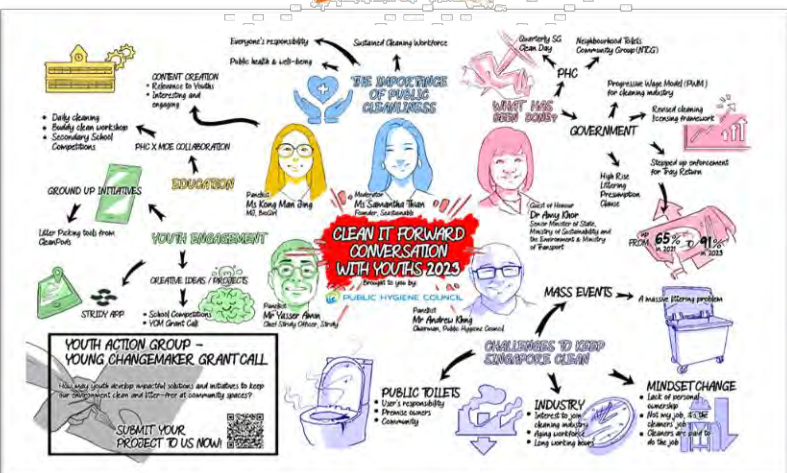 Everyone's responsibility
Public health & well-being
Sustained Cleaning Workforce
THE IMPORTANCE
OF PUBLIC
CLEANLINESS
CONTENT CREATION
• Relevance to Youths
• Interesting and
engaging
• Daily cleaning
• Buddy clean workshop
• Secondary School
Competitions
PHC X MOE COLLABORATION
EDUCATION
GROUND UP INITIATIVES
Litter Picking tools from
CleanPods
YOUTH ENGAGEMENT
CREATIVE IDEAS / PROJECTS
STRIDY APP
• School Competitions
• YCM Grant Call
Panelist
Ms Kong Man Jing
MD, BioGirl
Moderator
Ms Samantha Thian
Founder, Seastainable
Guest of Honour
Dr Amy Khor
Senior Minister of State,
Ministry of Sustainability and
the Environment & Ministry
of Transport
Quarterly SG
Clean Day
Neighbourhood Toilets
Community Group (NTCG)
PHC
WHAT HAS
BEEN DONE?
GOVERNMENT
Progressive Wage Model (PWM)
for cleaning industry
Revised cleaning
licensing framework
Stepped up enforcement
for Tray Return
High Rise
Littering
Presumption
Clause
up
FROM 65% in 2021 TO 91% in 2023
CLEAN IT FORWARD
CONVERSATION
WITH YOUTHS 2023
Brought to you by:
PUBLIC HYGIENE COUNCIL
Panelist
Mr Yasser Amin
Chief Stridy Officer, Stridy
Panelist
Mr Andrew Khng
Chairman, Public Hygiene Council
MASS EVENTS
A massive littering problem
CHALLENGES TO KEEP
SINGAPORE CLEAN
PUBLIC TOILETS
• User's responsibility
• Premise owners
• Community
INDUSTRY
• Interest to join
cleaning industry
• Aging workforce
• Long working hours
MINDSET CHANGE
• Lack of personal
ownership
• Not my job, it's the
cleaners job
• Cleaners are paid to
do the job
YOUTH ACTION GROUP –
YOUNG CHANGEMAKER GRANT CALL
How may youth develop impactful solutions and initiatives to keep
our environment clean and litter-free at community spaces?
SUBMIT YOUR
PROJECT TO US NOW!